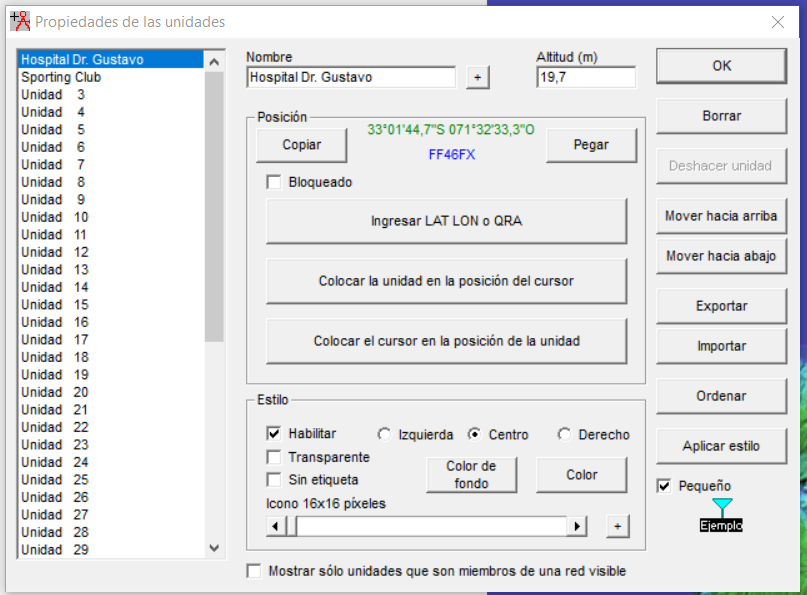 Propiedades de las unidades
Hospital Dr. Gustavo
Sporting Club
Unidad 3
Unidad 4
Unidad 5
Unidad 6
Unidad 7
Unidad 8
Unidad 9
Unidad 10
Unidad 11
Unidad 12
Unidad 13
Unidad 14
Unidad 15
Unidad 16
Unidad 17
Unidad 18
Unidad 19
Unidad 20
Unidad 21
Unidad 22
Unidad 23
Unidad 24
Unidad 25
Unidad 26
Unidad 27
Unidad 28
Unidad 29
Nombre
Hospital Dr. Gustavo
+
Altitud (m)
19,7
Posición
Copiar
33°01'44,7"S 071°32'33,3"O
FF46FX
Pegar
Bloqueado
Ingresar LAT LON o QRA
Colocar la unidad en la posición del cursor
Colocar el cursor en la posición de la unidad
Estilo
Habilitar
Izquierda
Centro
Derecho
Transparente
Sin etiqueta
Color de
fondo
Color
Icono 16x16 píxeles
+
Mostrar sólo unidades que son miembros de una red visible
OK
Borrar
Deshacer unidad
Mover hacia arriba
Mover hacia abajo
Exportar
Importar
Ordenar
Aplicar estilo
Pequeño
Ejemplo